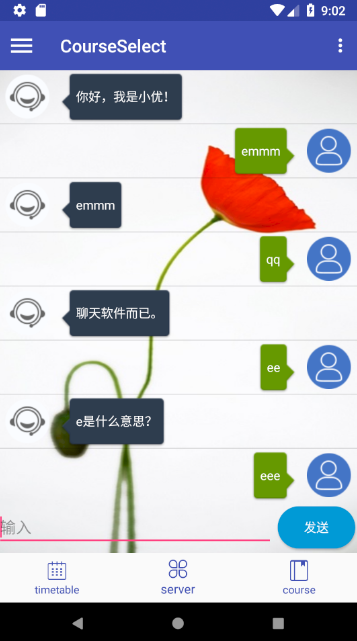 9:02
CourseSelect
你好，我是小优！
emmm
emmm
qq
聊天软件而已。
ee
e是什么意思？
eee
输入
发送
timetable
server
course